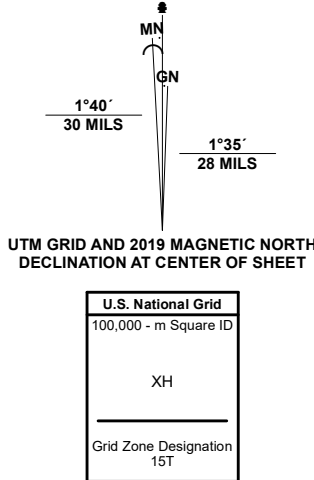 MN
GN
1°40´
30 MILS
1°35´
28 MILS
UTM GRID AND 2019 MAGNETIC NORTH
DECLINATION AT CENTER OF SHEET
U.S. National Grid
100,000 - m Square ID
XH
Grid Zone Designation
15T